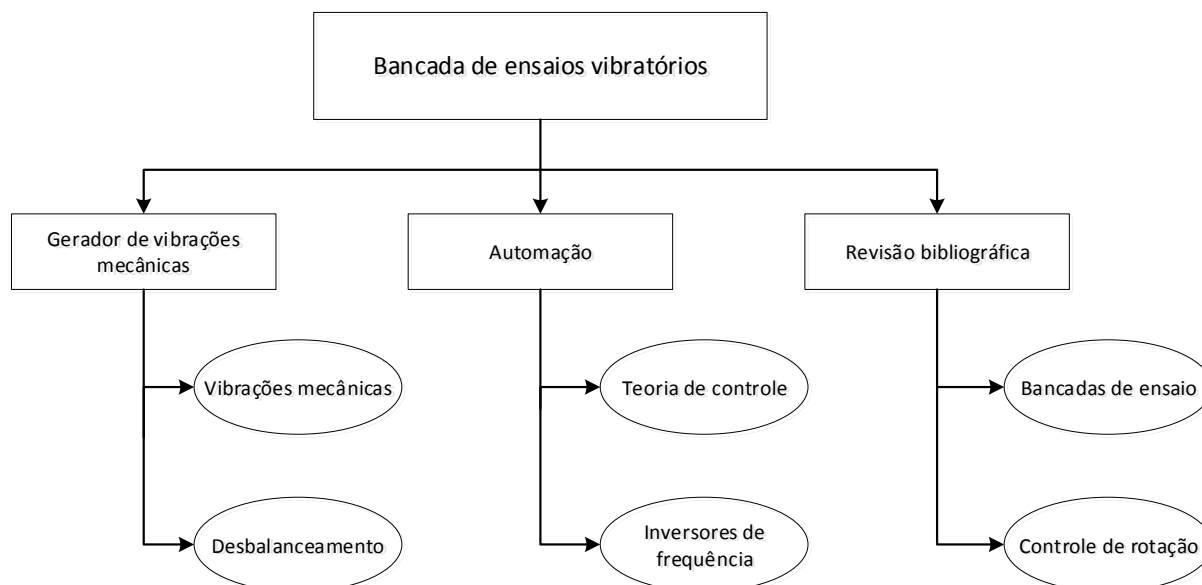 Bancada de ensaios vibratórios
Gerador de vibrações
mecânicas
Automação
Revisão bibliográfica
Vibrações mecânicas
Teoria de controle
Bancadas de ensaio
Desbalanceamento
Inversores de
frequência
Controle de rotação